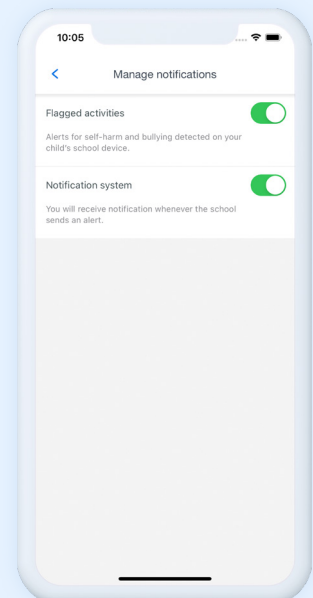 10:05
Manage notifications
Flagged activities
Alerts for self-harm and bullying detected on your
child's school device.
Notification system
You will receive notification whenever the school
sends an alert.